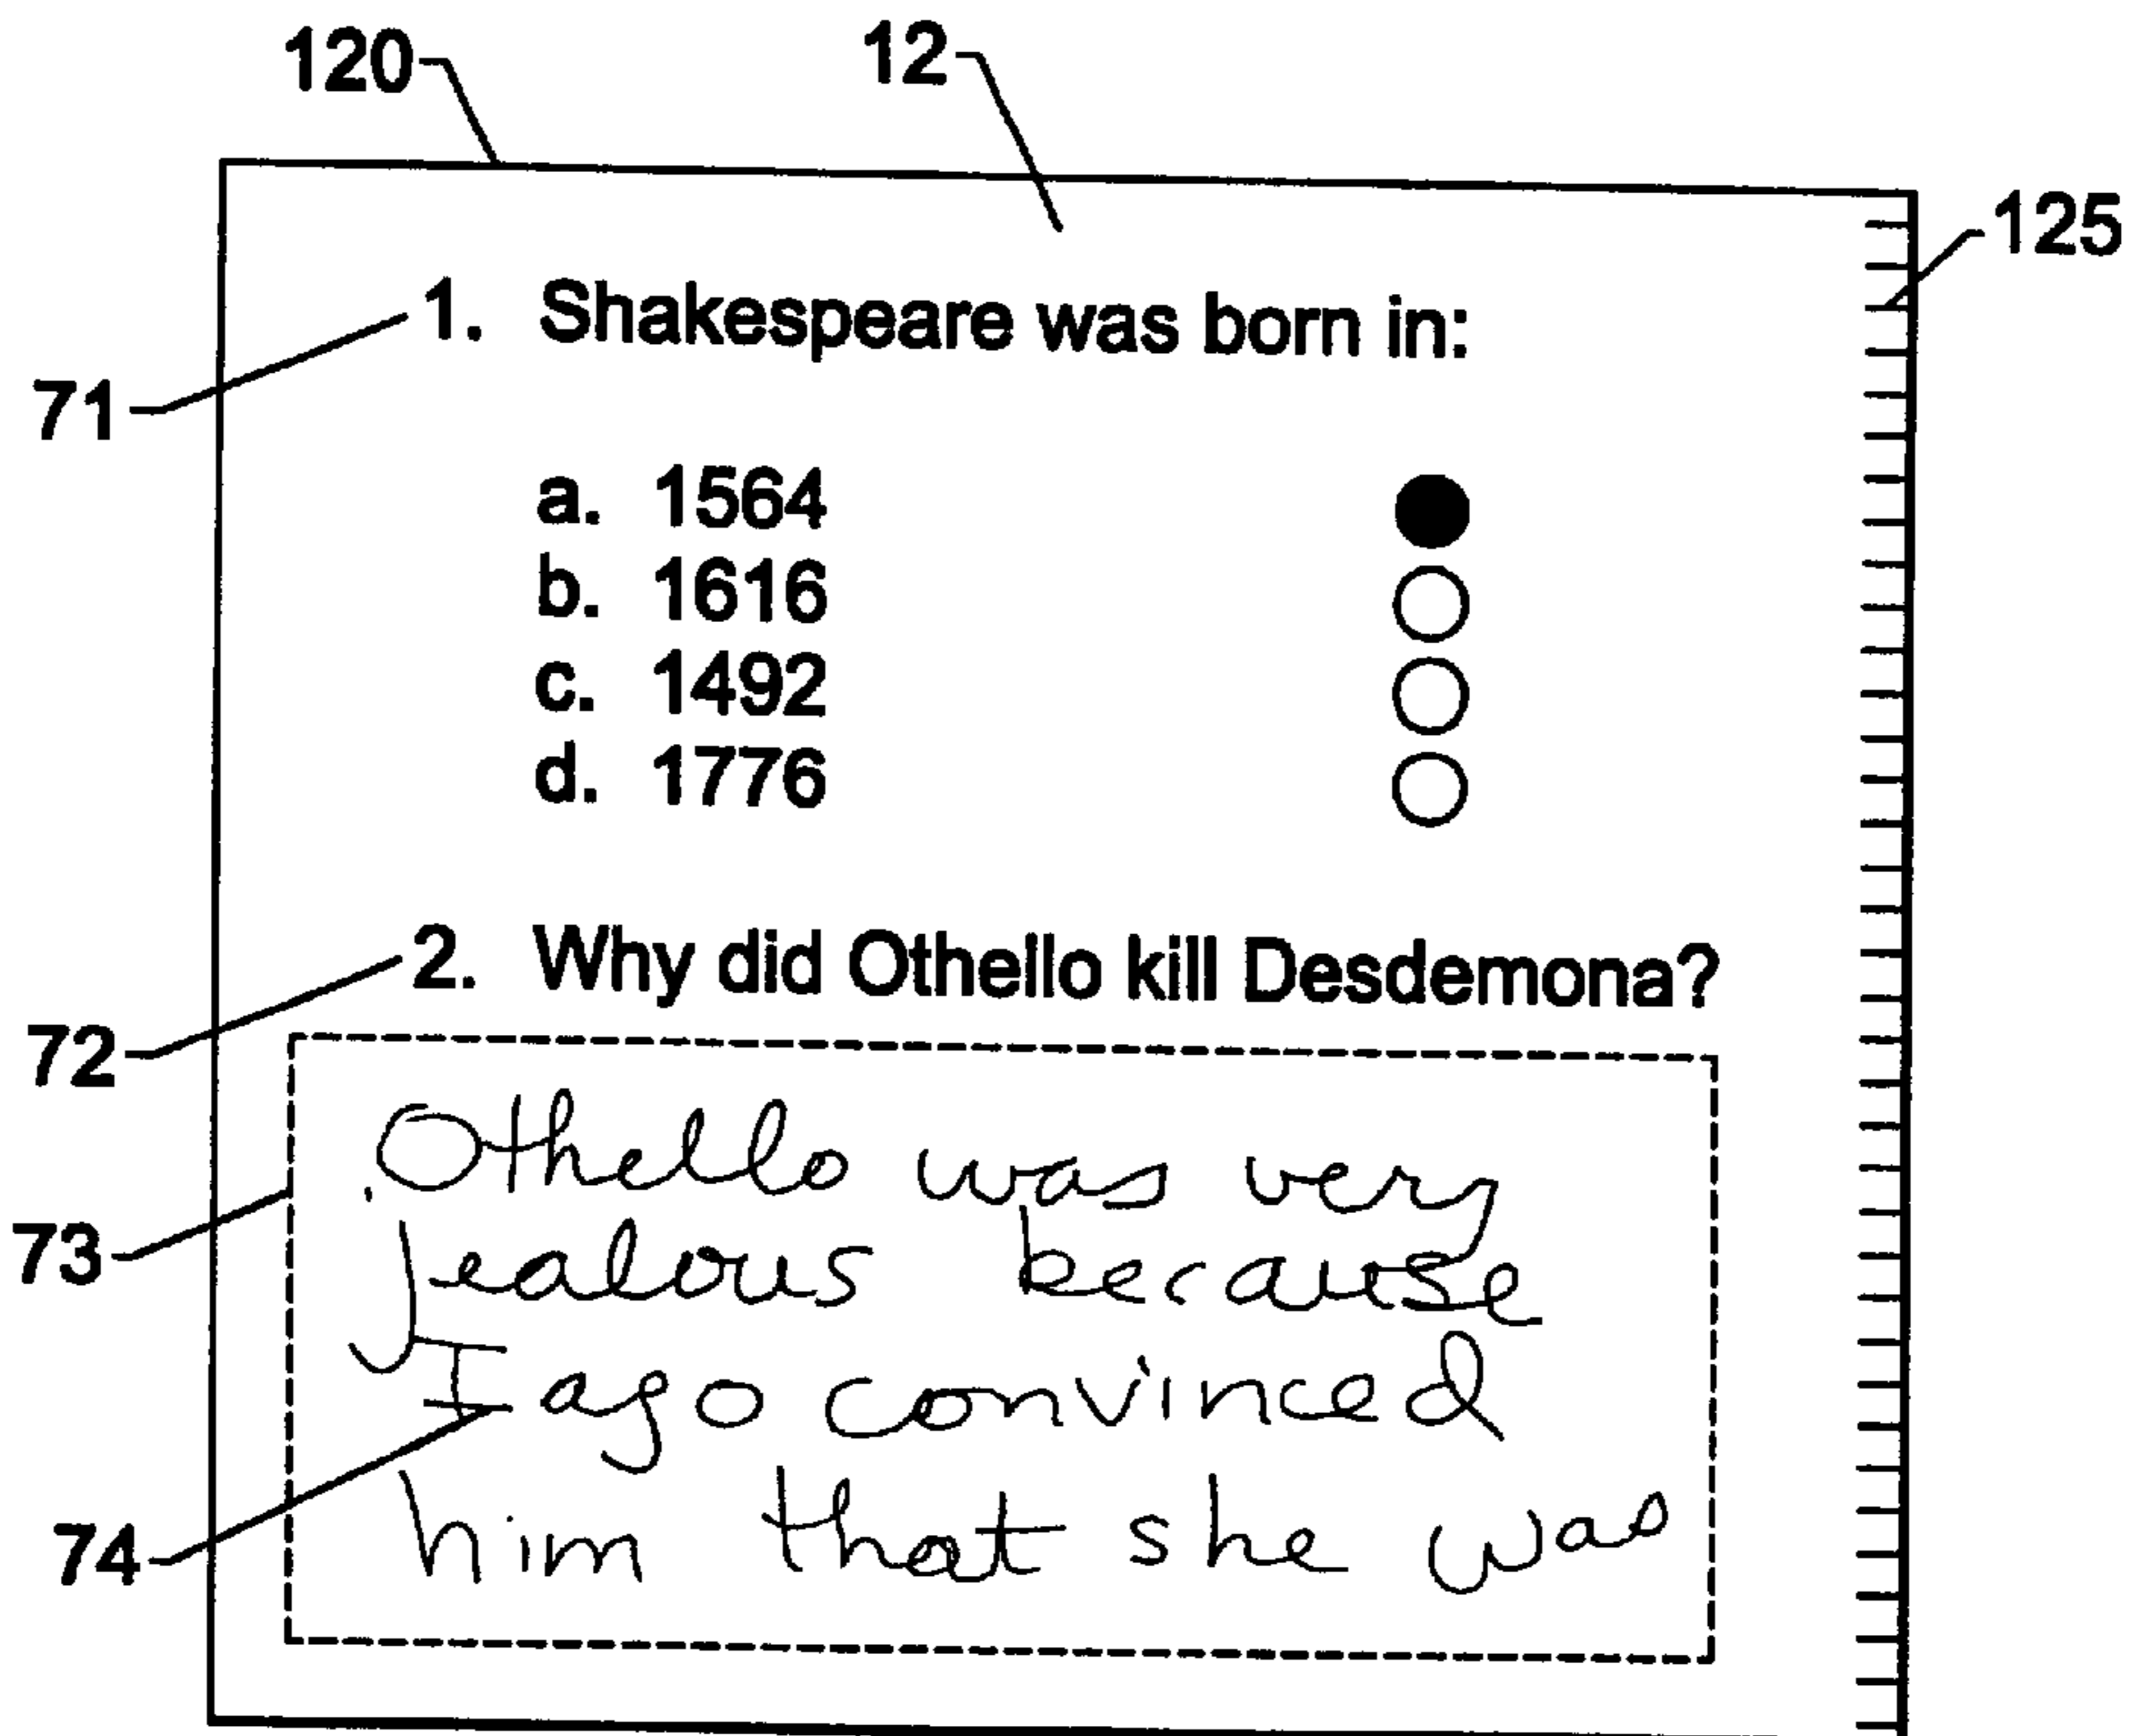 120 12
125
1. Shakespeare was born in:
71
a. 1564
b. 1616
c. 1492
d. 1776
2. Why did Othello kill Desdemona?
72
Othello was very
73
jealous because
Iago convinced
74
him that she was